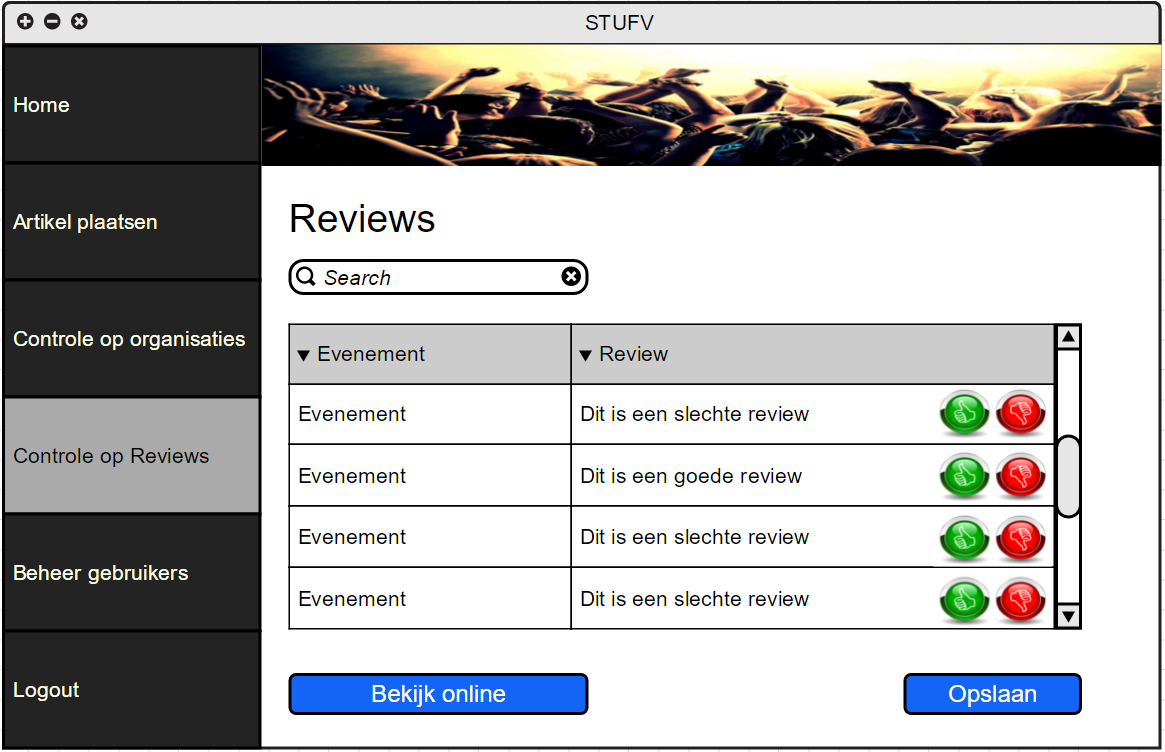 STUFV
Home
Artikel plaatsen
Controle op organisaties
Controle op Reviews
Beheer gebruikers
Logout
Reviews
Search
Evenement Review
Evenement Dit is een slechte review
Evenement Dit is een goede review
Evenement Dit is een slechte review
Evenement Dit is een slechte review
Bekijk online Opslaan